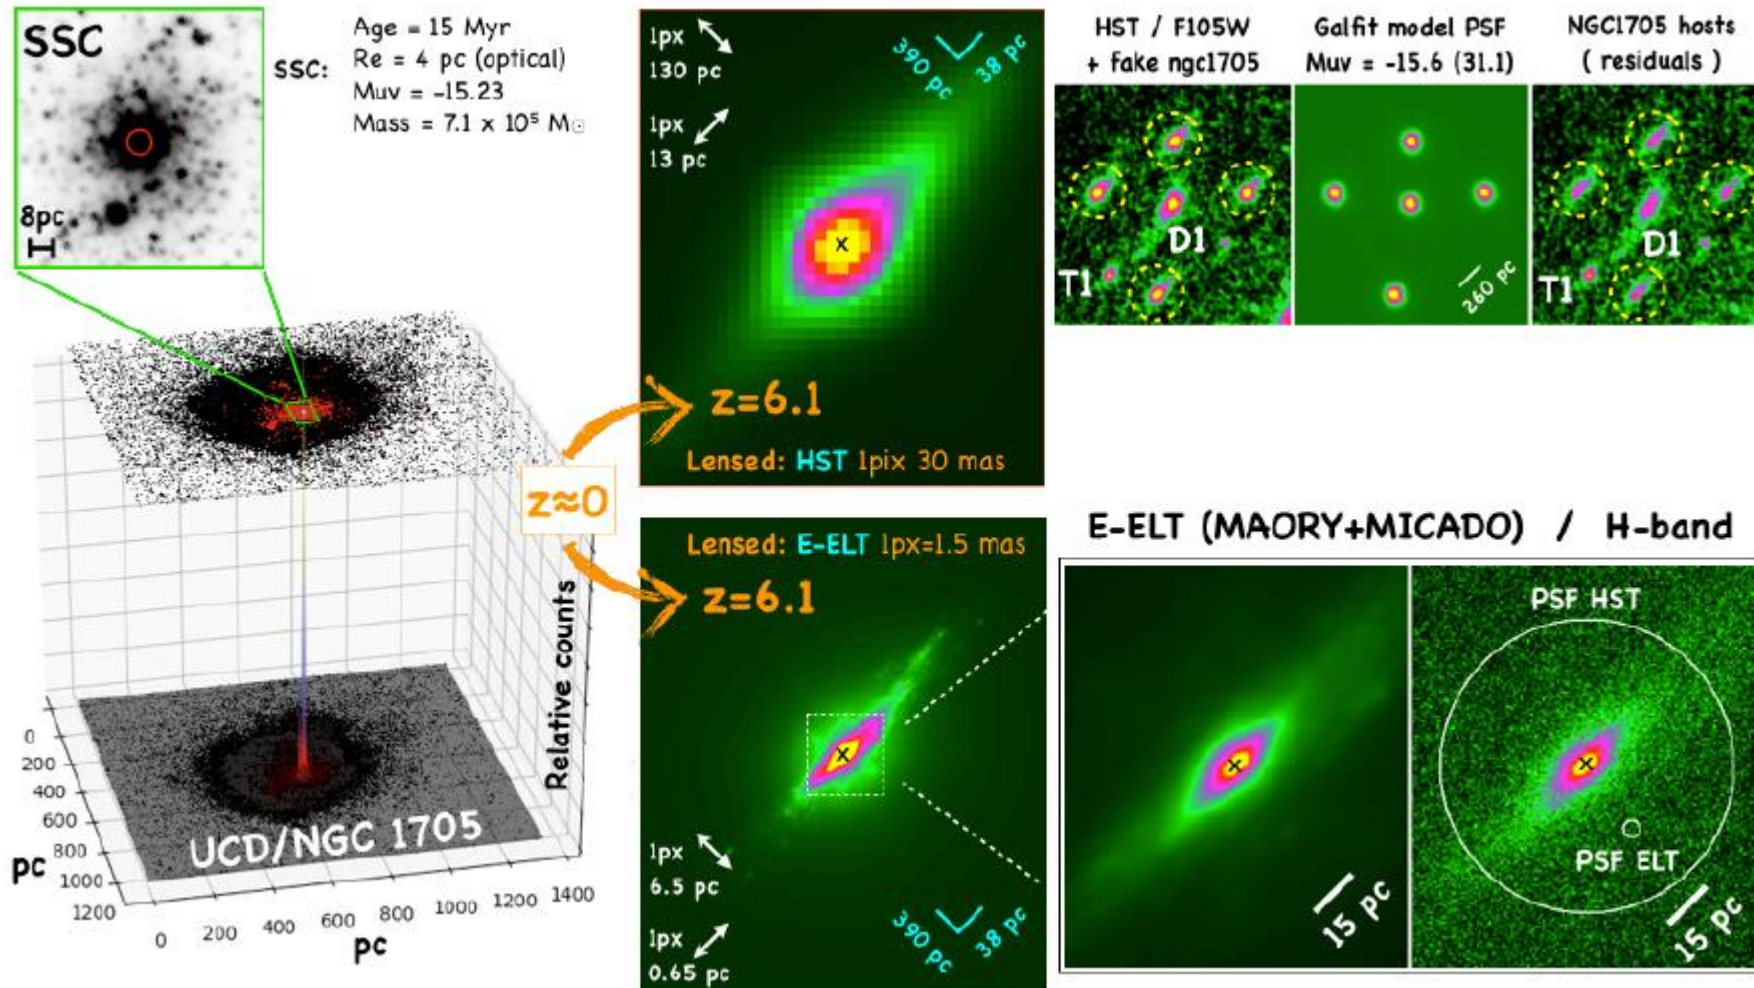 SSC
8pc
SSC:
Age = 15 Myr
Re = 4 pc (optical)
Muv = -15.23
Mass = 7.1 x 10⁵ M☉
1px
130 pc
1px
13 pc
390 pc
38 pc
z=6.1
Lensed: HST 1pix 30 mas
HST / F105W
+ fake ngc1705
D1
T1
Galfit model PSF
Muv = -15.6 (31.1)
260 pc
NGC1705 hosts
( residuals )
D1
T1
z≈0
Relative counts
UCD/NGC 1705
0
200
400
600
800
1000
1200
pc
0
200
400
600
800
1000
1200
1400
pc
Lensed: E-ELT 1px=1.5 mas
z=6.1
1px
6.5 pc
1px
0.65 pc
390 pc
38 pc
E-ELT (MAORY+MICADO) / H-band
15 pc
PSF HST
PSF ELT
15 pc